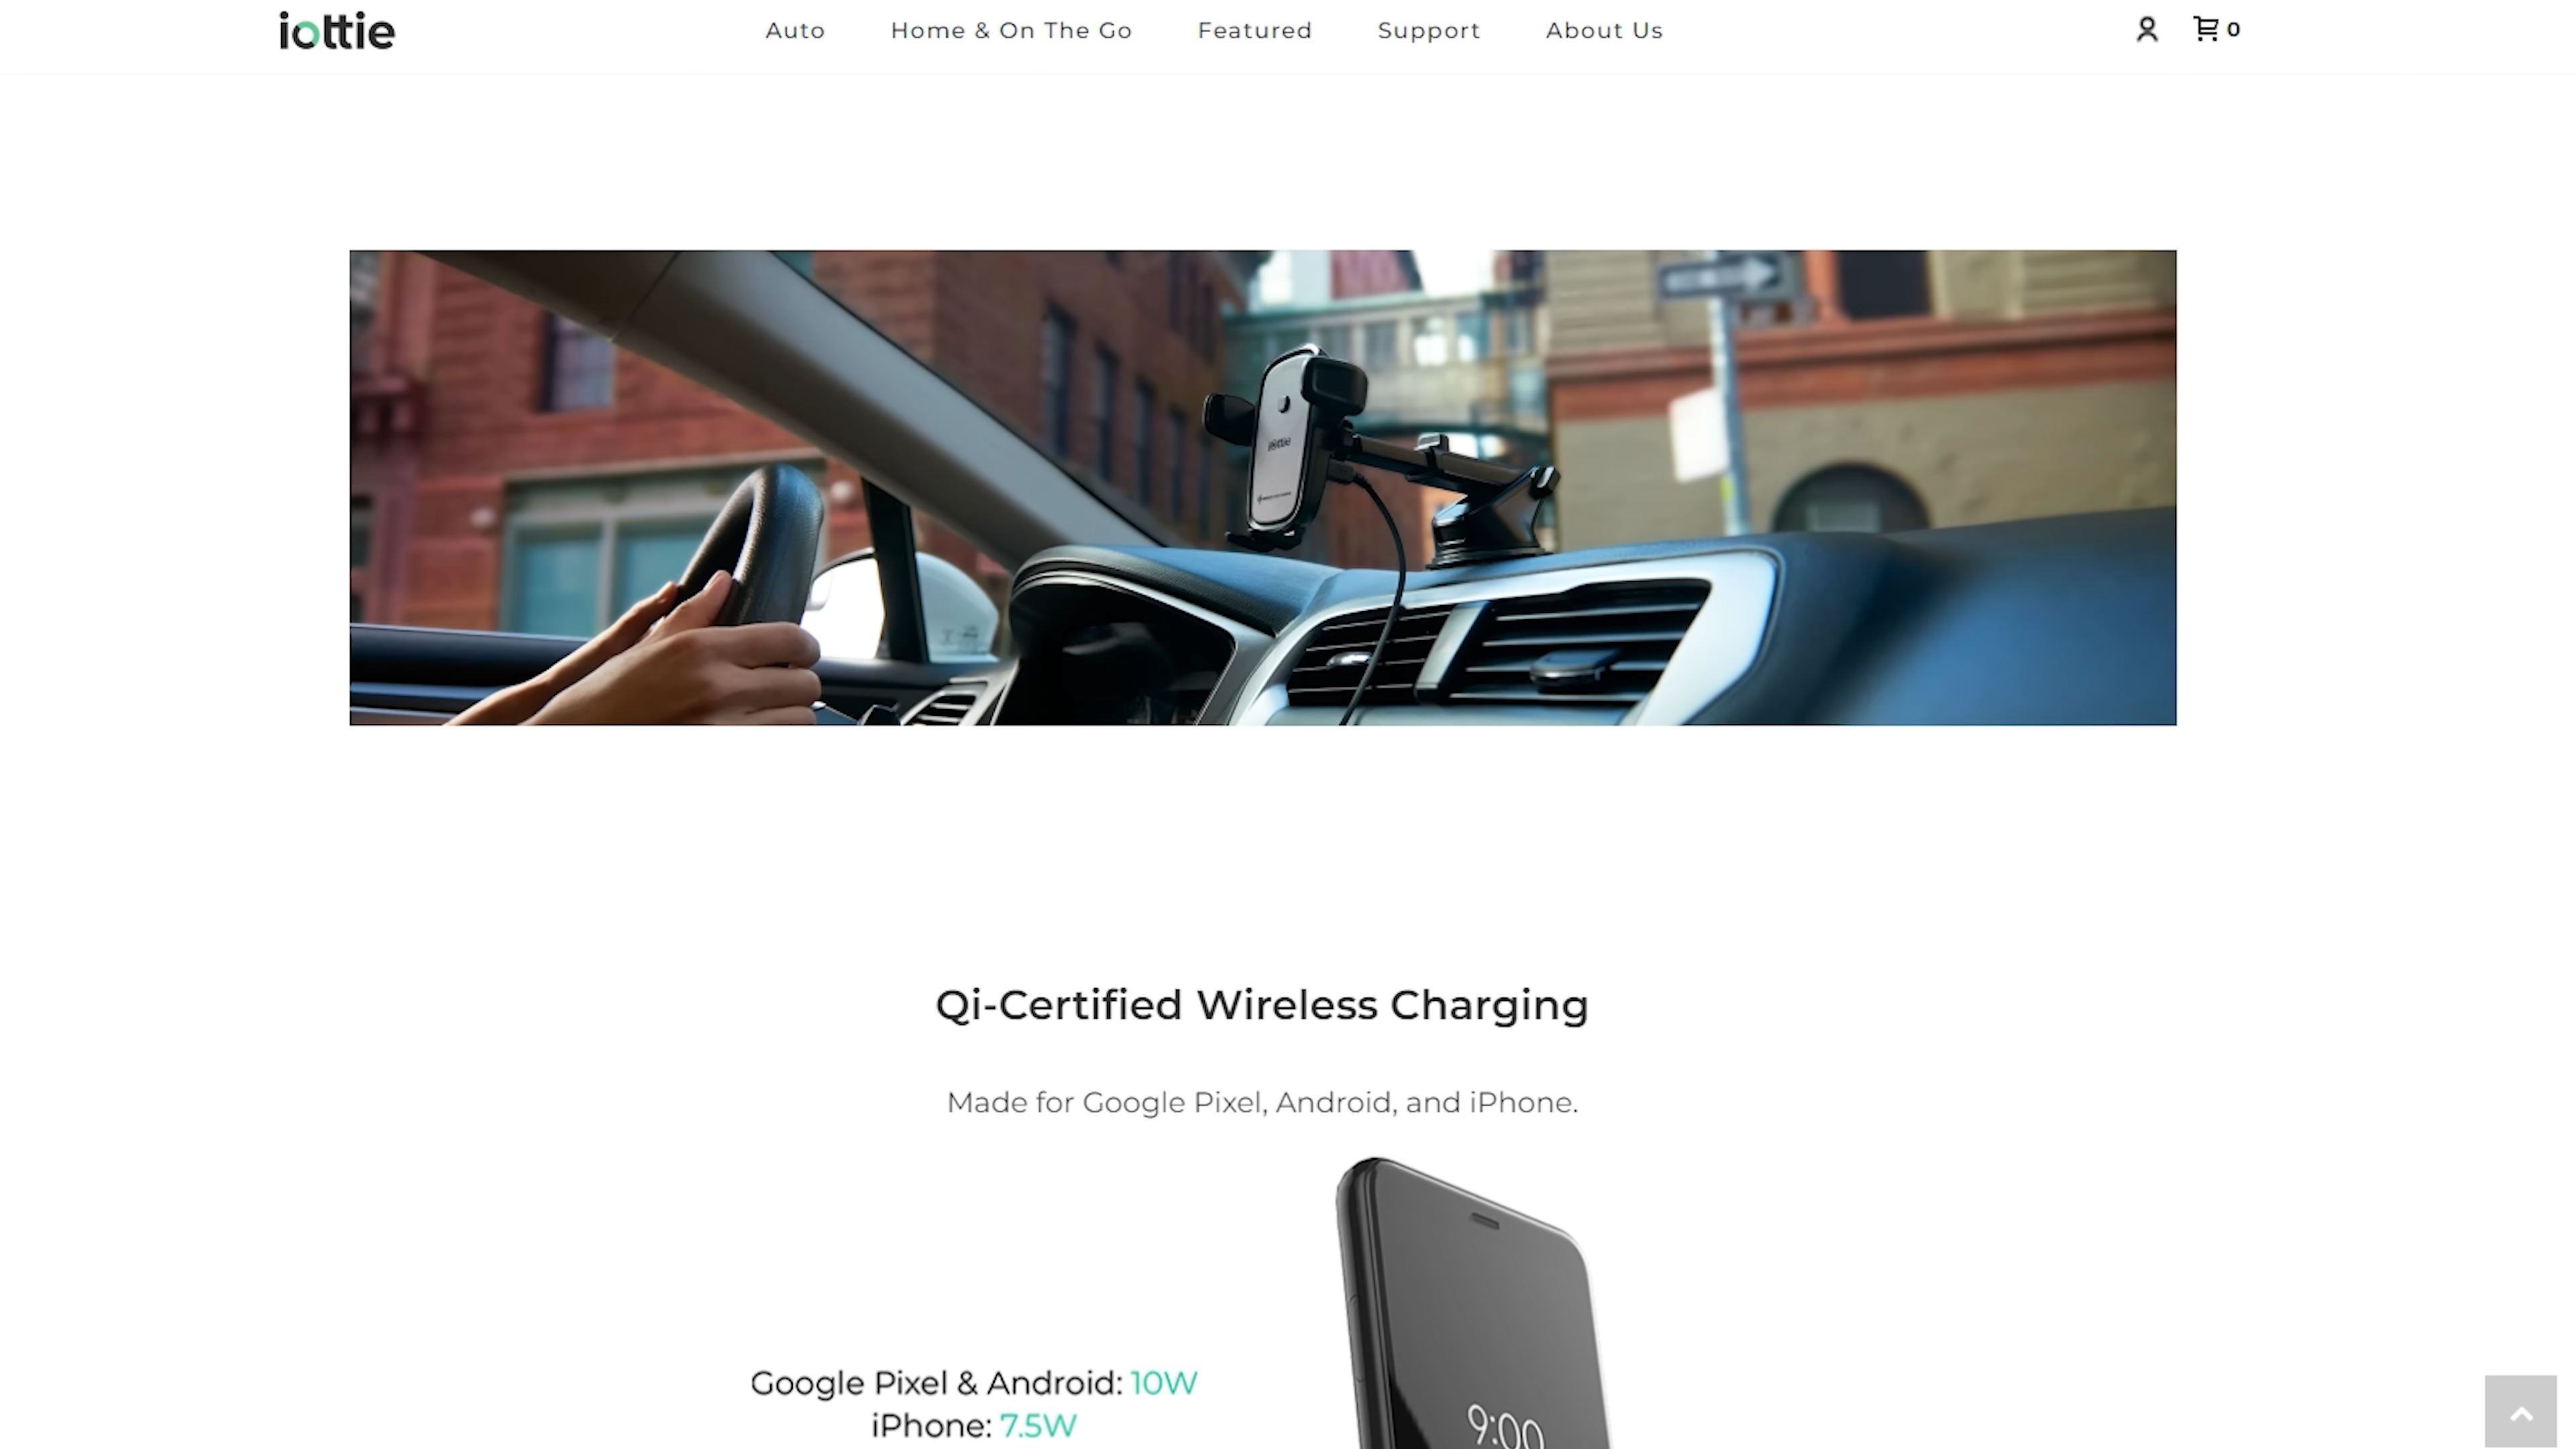 iottie
Auto Home & On The Go Featured Support About Us
0
iottie
Qi-Certified Wireless Charging
Made for Google Pixel, Android, and iPhone.
Google Pixel & Android: 10W
iPhone: 7.5W
9:00